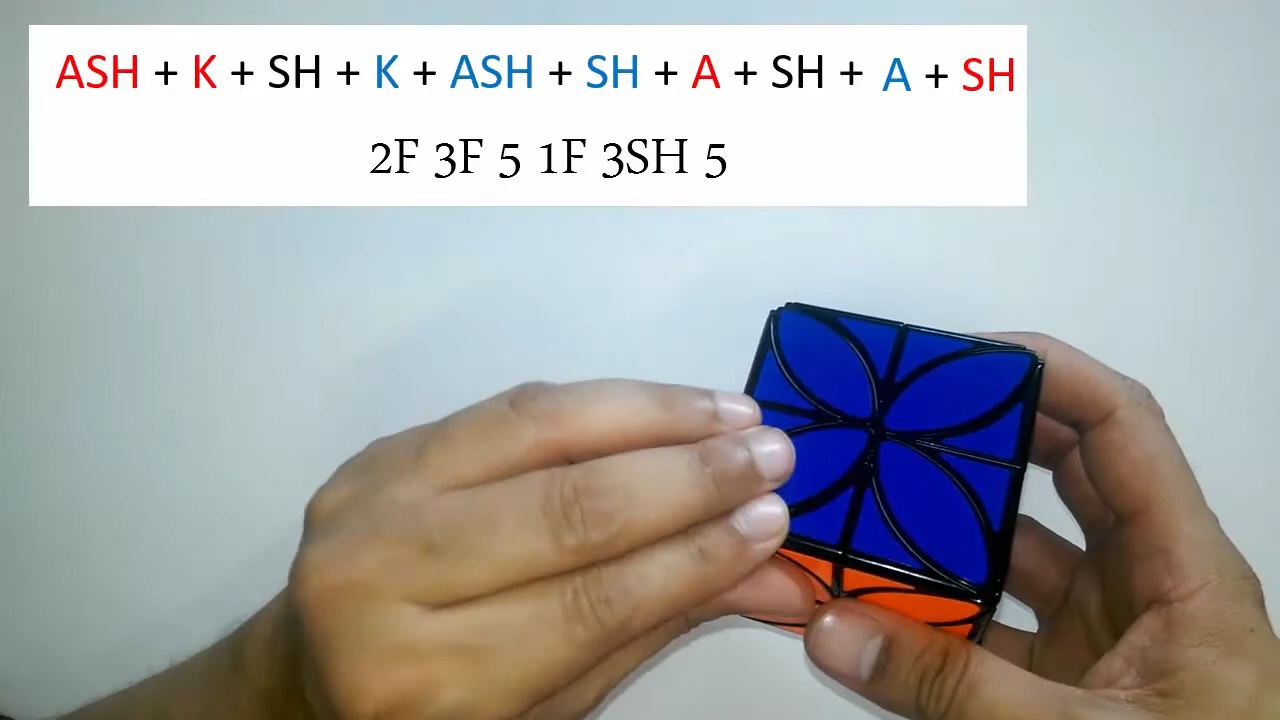 ASH + K + SH + K + ASH + SH + A + SH + A + SH
2F 3F 5 1F 3SH 5